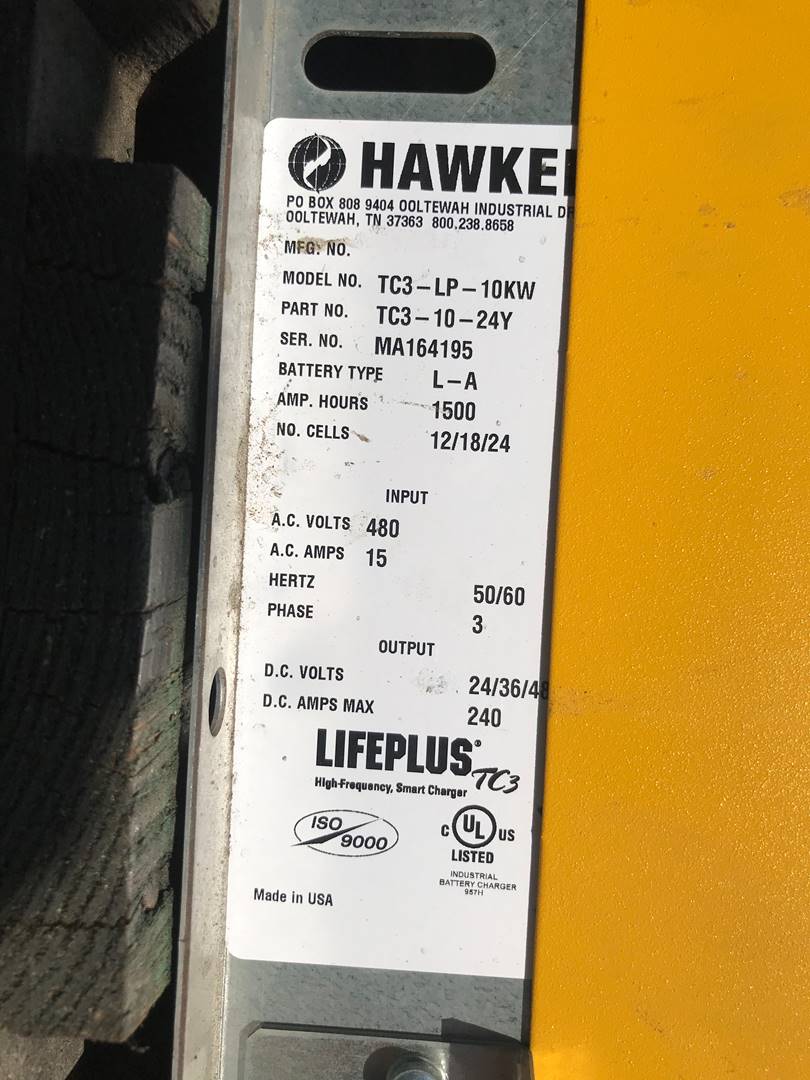 HAWKE
PO BOX 808 9404 OOLTEWAH INDUSTRIAL DR
OOLTEWAH, TN 37363 800.238.8658
MFG. NO.
MODEL NO. TC3-LP-10KW
PART NO. TC3-10-24Y
SER. NO. MA164195
BATTERY TYPE L-A
AMP. HOURS 1500
NO. CELLS 12/18/24
INPUT
A.C. VOLTS 480
A.C. AMPS 15
HERTZ 50/60
PHASE 3
OUTPUT
D.C. VOLTS 24/36/48
D.C. AMPS MAX 240
LIFEPLUS® TC3
High-Frequency, Smart Charger
ISO 9000
C UL US
LISTED
INDUSTRIAL
BATTERY CHARGER
957H
Made in USA